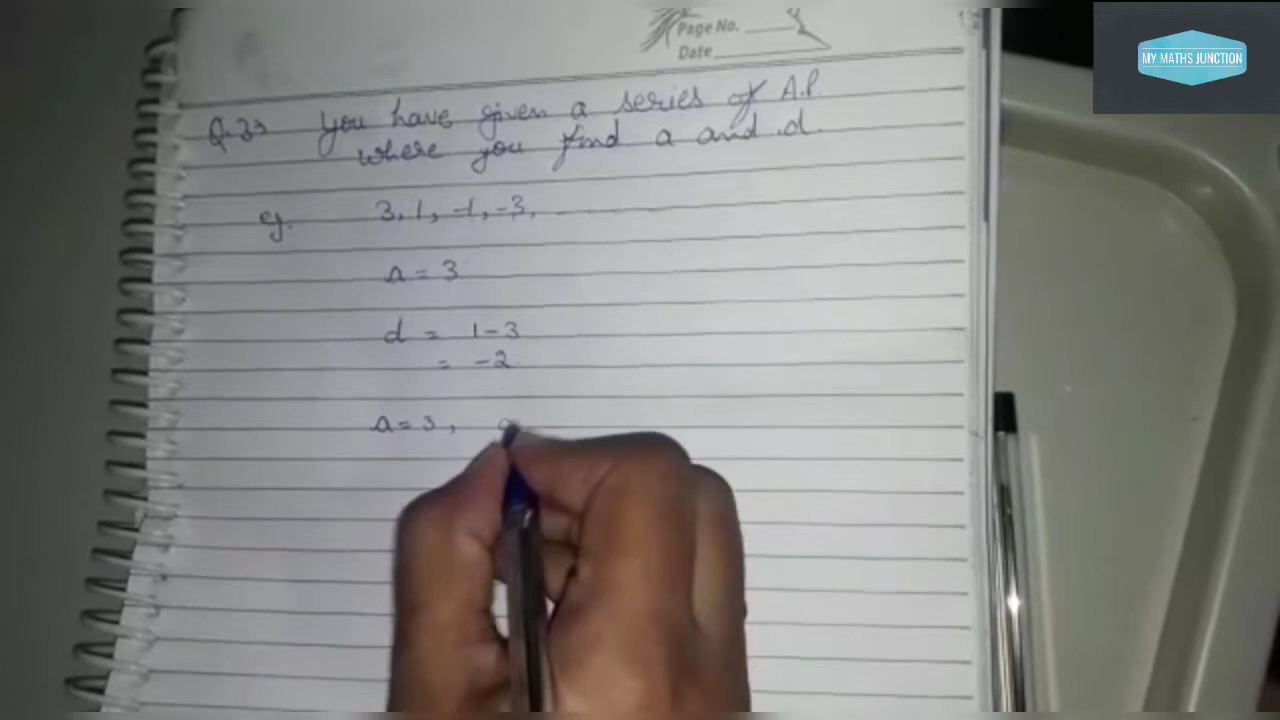 Page No.
Date
MY MATHS JUNCTION
Q.3) You have given a series of A.P.
where you find a and d.
eg. 3, 1, -1, -3, ...
a = 3
d = 1-3
= -2
a = 3,